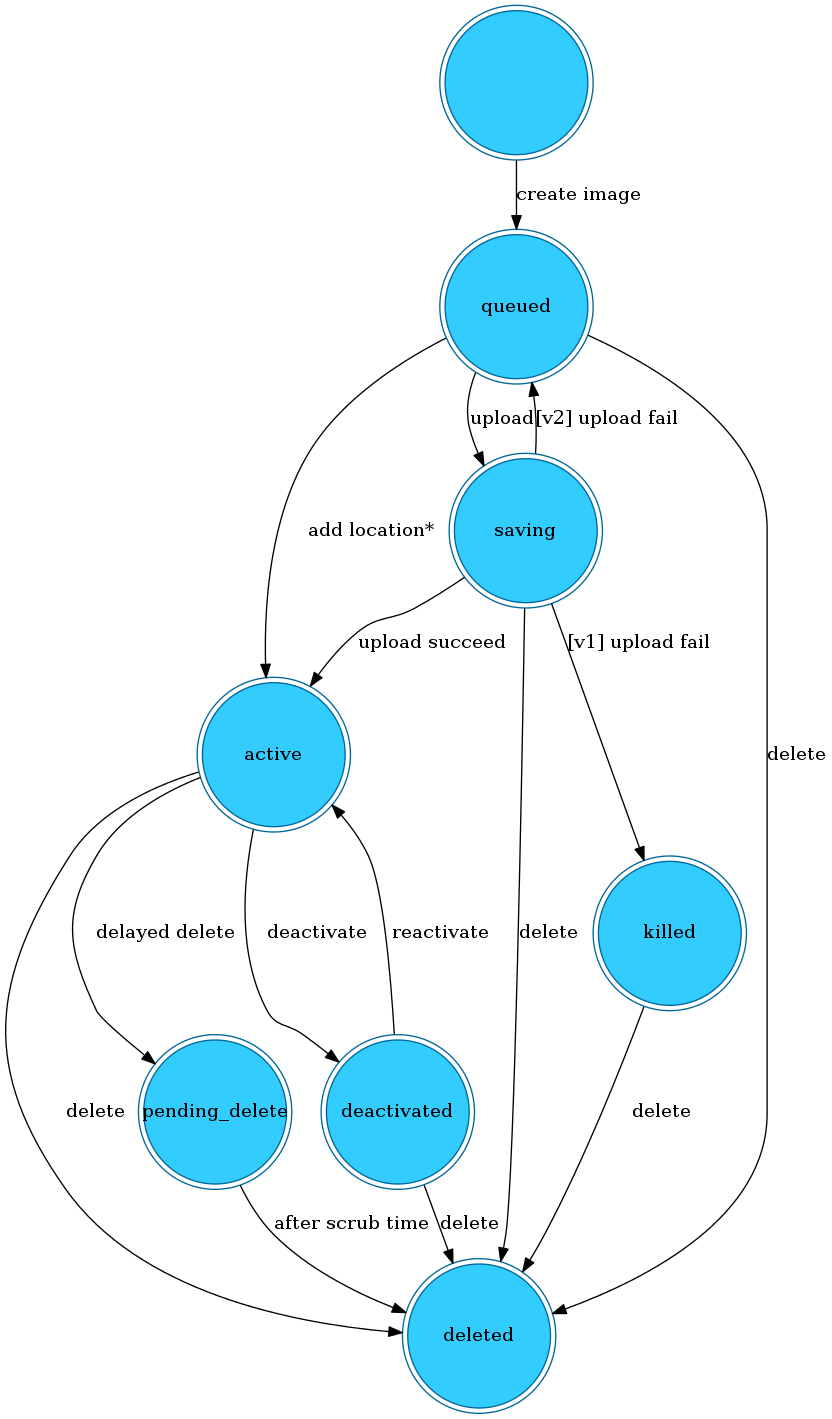 create image
queued
upload
[v2] upload fail
add location*
saving
upload succeed
[v1] upload fail
active
delete
delayed delete
deactivate
reactivate
delete
killed
delete
pending_delete
deactivated
delete
after scrub time
delete
deleted